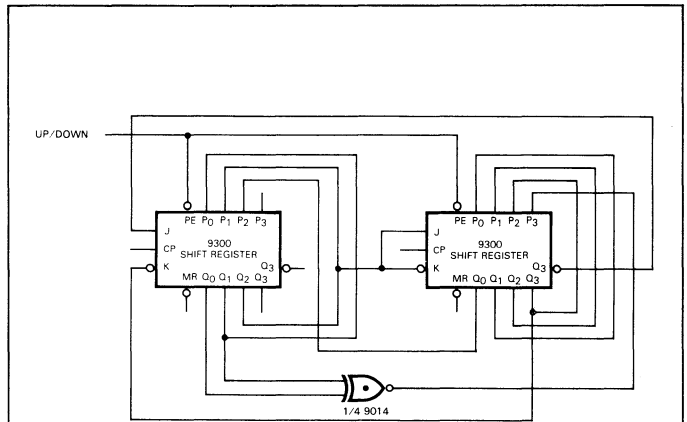 UP/DOWN
PE P0 P1 P2 P3
J
9300
CP SHIFT REGISTER
K Q3
MR Q0 Q1 Q2 Q3
PE P0 P1 P2 P3
J
9300
CP SHIFT REGISTER
K Q3
MR Q0 Q1 Q2 Q3
1/4 9014